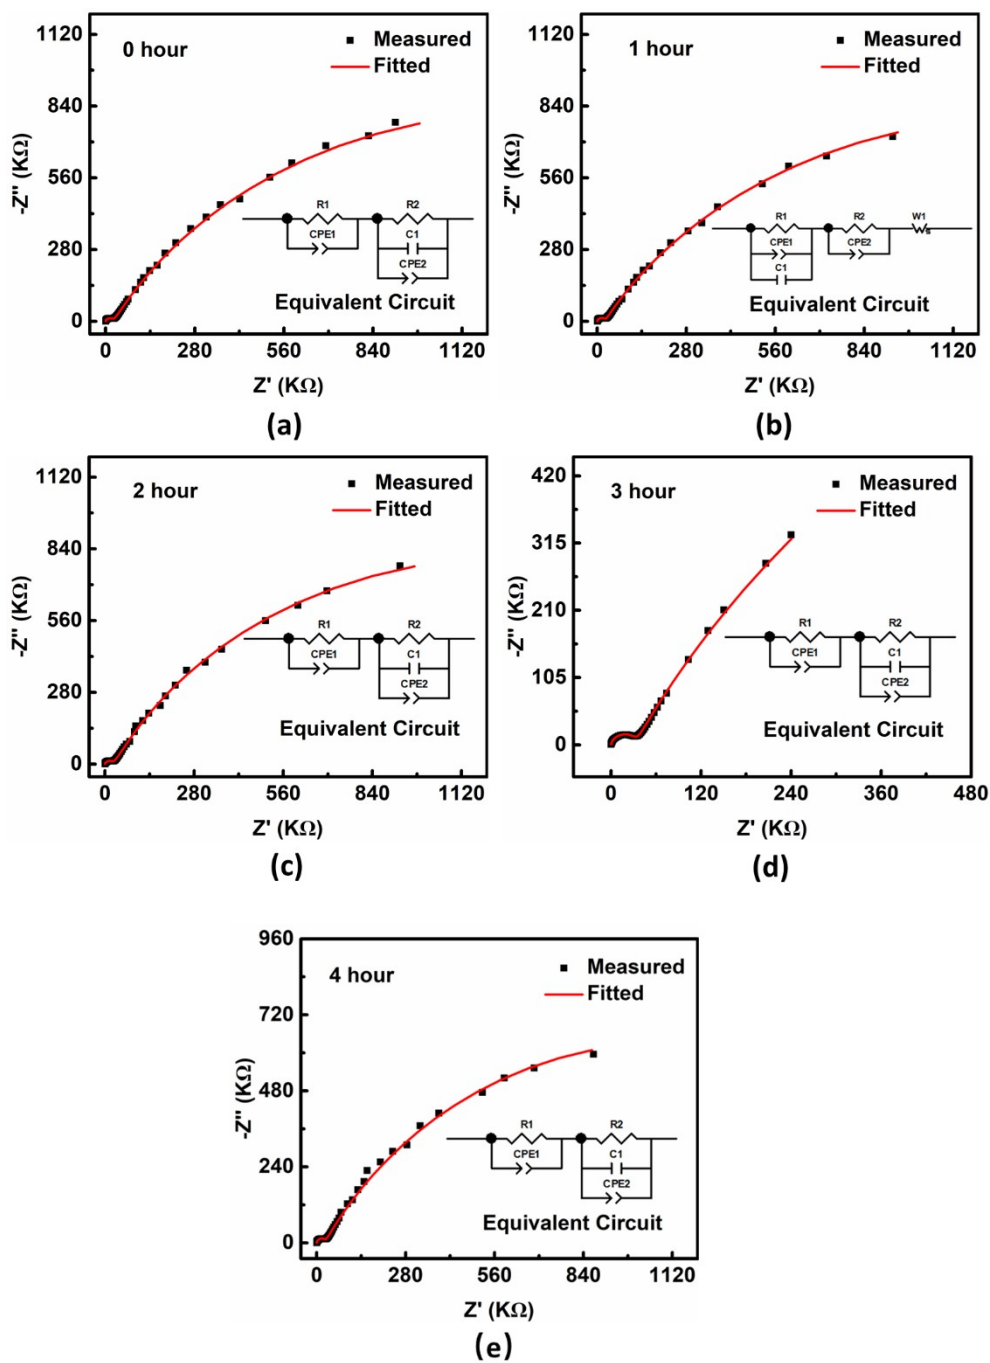 0 hour
Measured
Fitted
1120
840
560
280
0
-Z'' (KΩ)
R1
CPE1
R2
C1
CPE2
Equivalent Circuit
0 280 560 840 1120
Z' (KΩ)
(a)
1 hour
Measured
Fitted
1120
840
560
280
0
-Z'' (KΩ)
R1
CPE1
C1
R2
CPE2
W1
s
Equivalent Circuit
0 280 560 840 1120
Z' (KΩ)
(b)
2 hour
Measured
Fitted
1120
840
560
280
0
-Z'' (KΩ)
R1
CPE1
R2
C1
CPE2
Equivalent Circuit
0 280 560 840 1120
Z' (KΩ)
(c)
3 hour
Measured
Fitted
420
315
210
105
0
-Z'' (KΩ)
R1
CPE1
R2
C1
CPE2
Equivalent Circuit
0 120 240 360 480
Z' (KΩ)
(d)
4 hour
Measured
Fitted
960
720
480
240
0
-Z'' (KΩ)
R1
CPE1
R2
C1
CPE2
Equivalent Circuit
0 280 560 840 1120
Z' (KΩ)
(e)